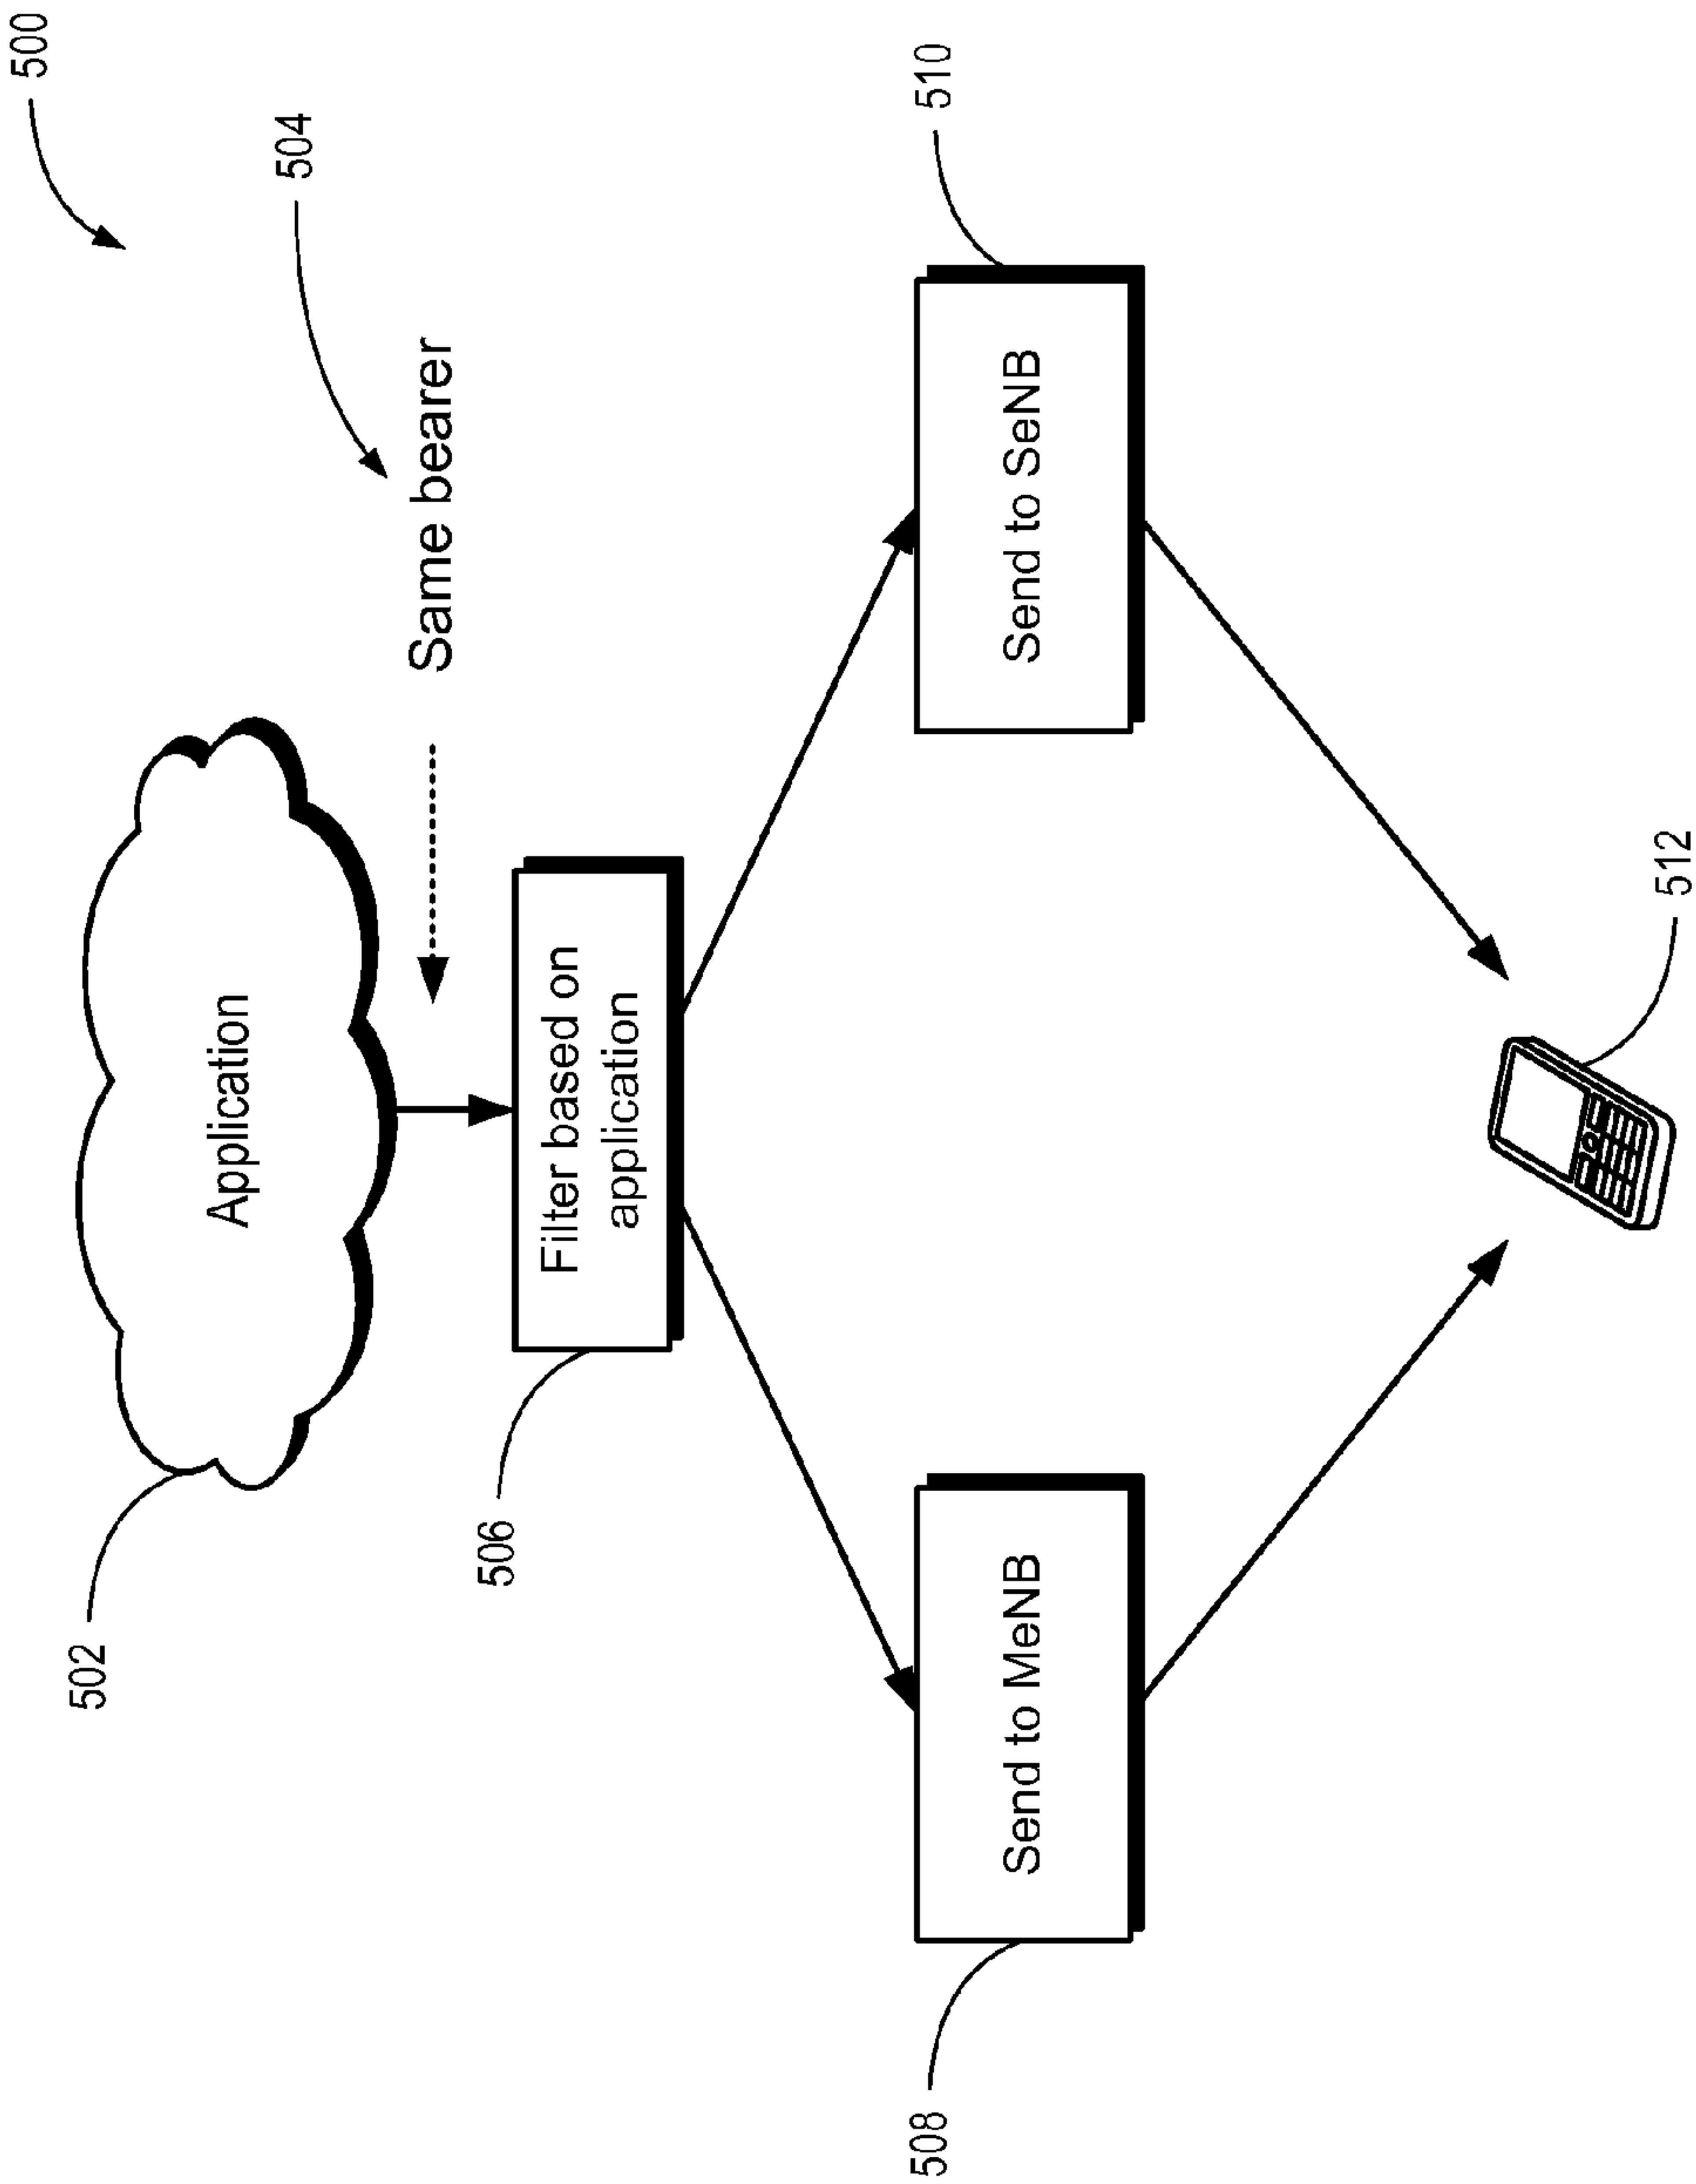 500
504
502
Application
Same bearer
506
Filter based on
application
508
Send to MeNB
510
Send to SeNB
512